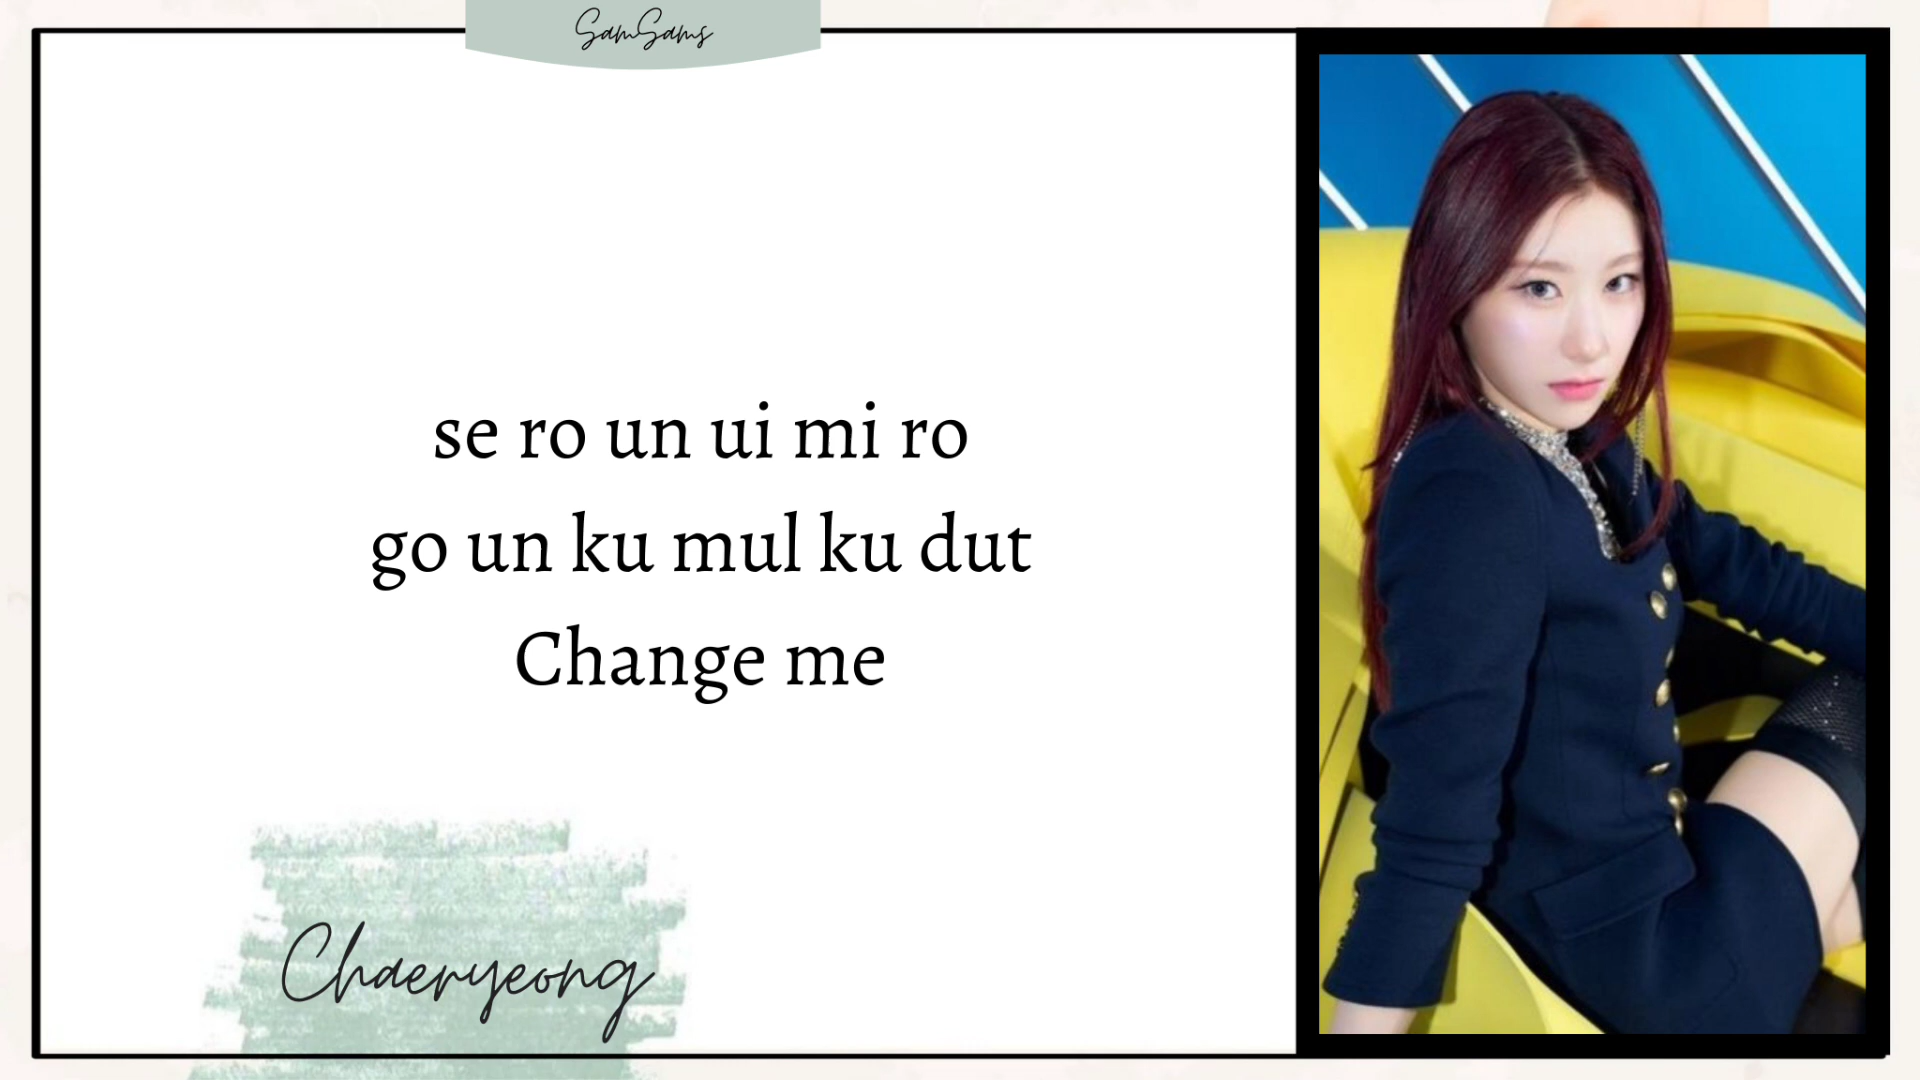 SamSams
se ro un ui mi ro
go un ku mul ku dut
Change me
Chaeryeong